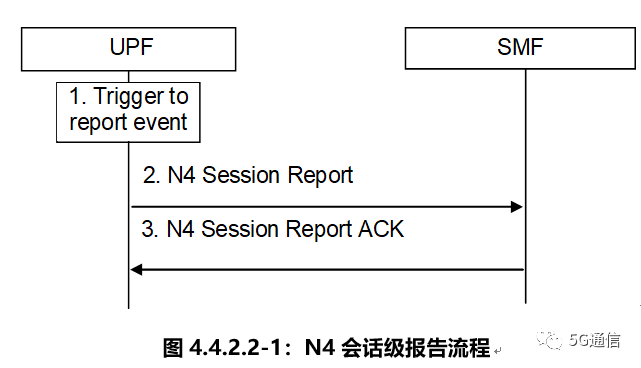 UPF
SMF
1. Trigger to
report event
2. N4 Session Report
3. N4 Session Report ACK
图 4.4.2.2-1：N4 会话级报告流程
5G通信